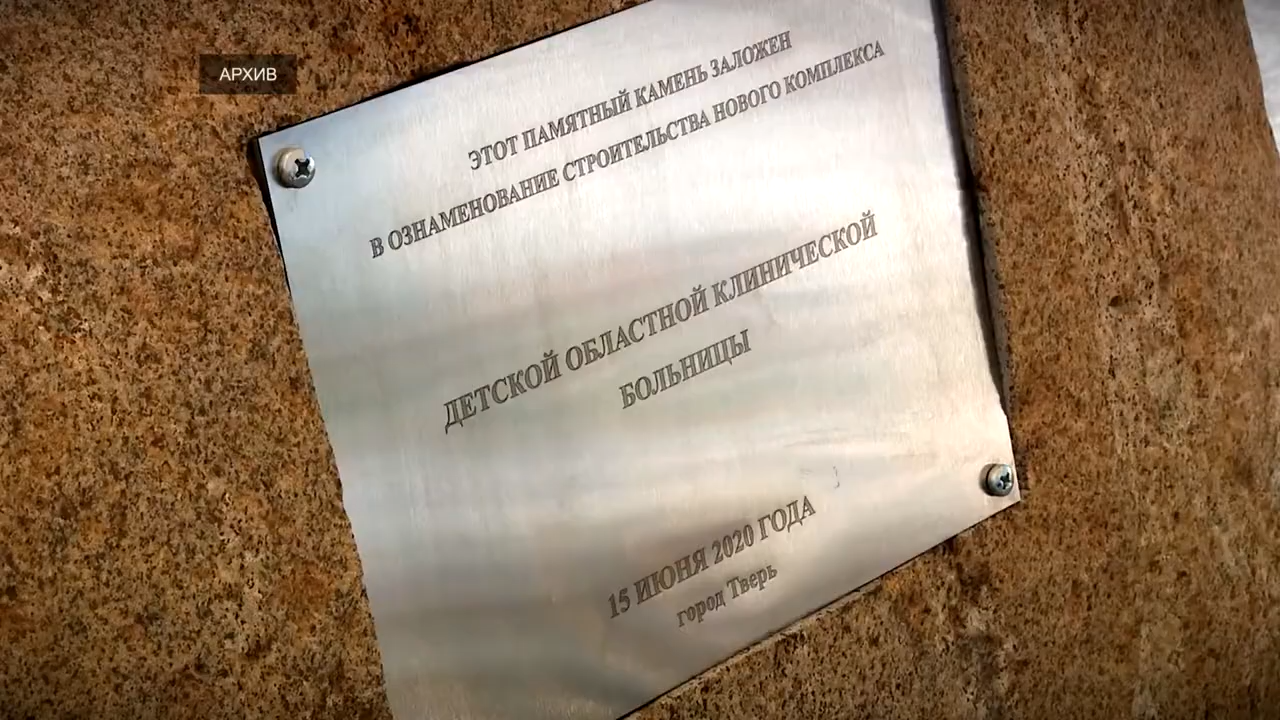 АРХИВ
ЭТОТ ПАМЯТНЫЙ КАМЕНЬ ЗАЛОЖЕН
В ОЗНАМЕНОВАНИЕ СТРОИТЕЛЬСТВА НОВОГО КОМПЛЕКСА
ДЕТСКОЙ ОБЛАСТНОЙ КЛИНИЧЕСКОЙ
БОЛЬНИЦЫ
15 ИЮНЯ 2020 ГОДА
город Тверь